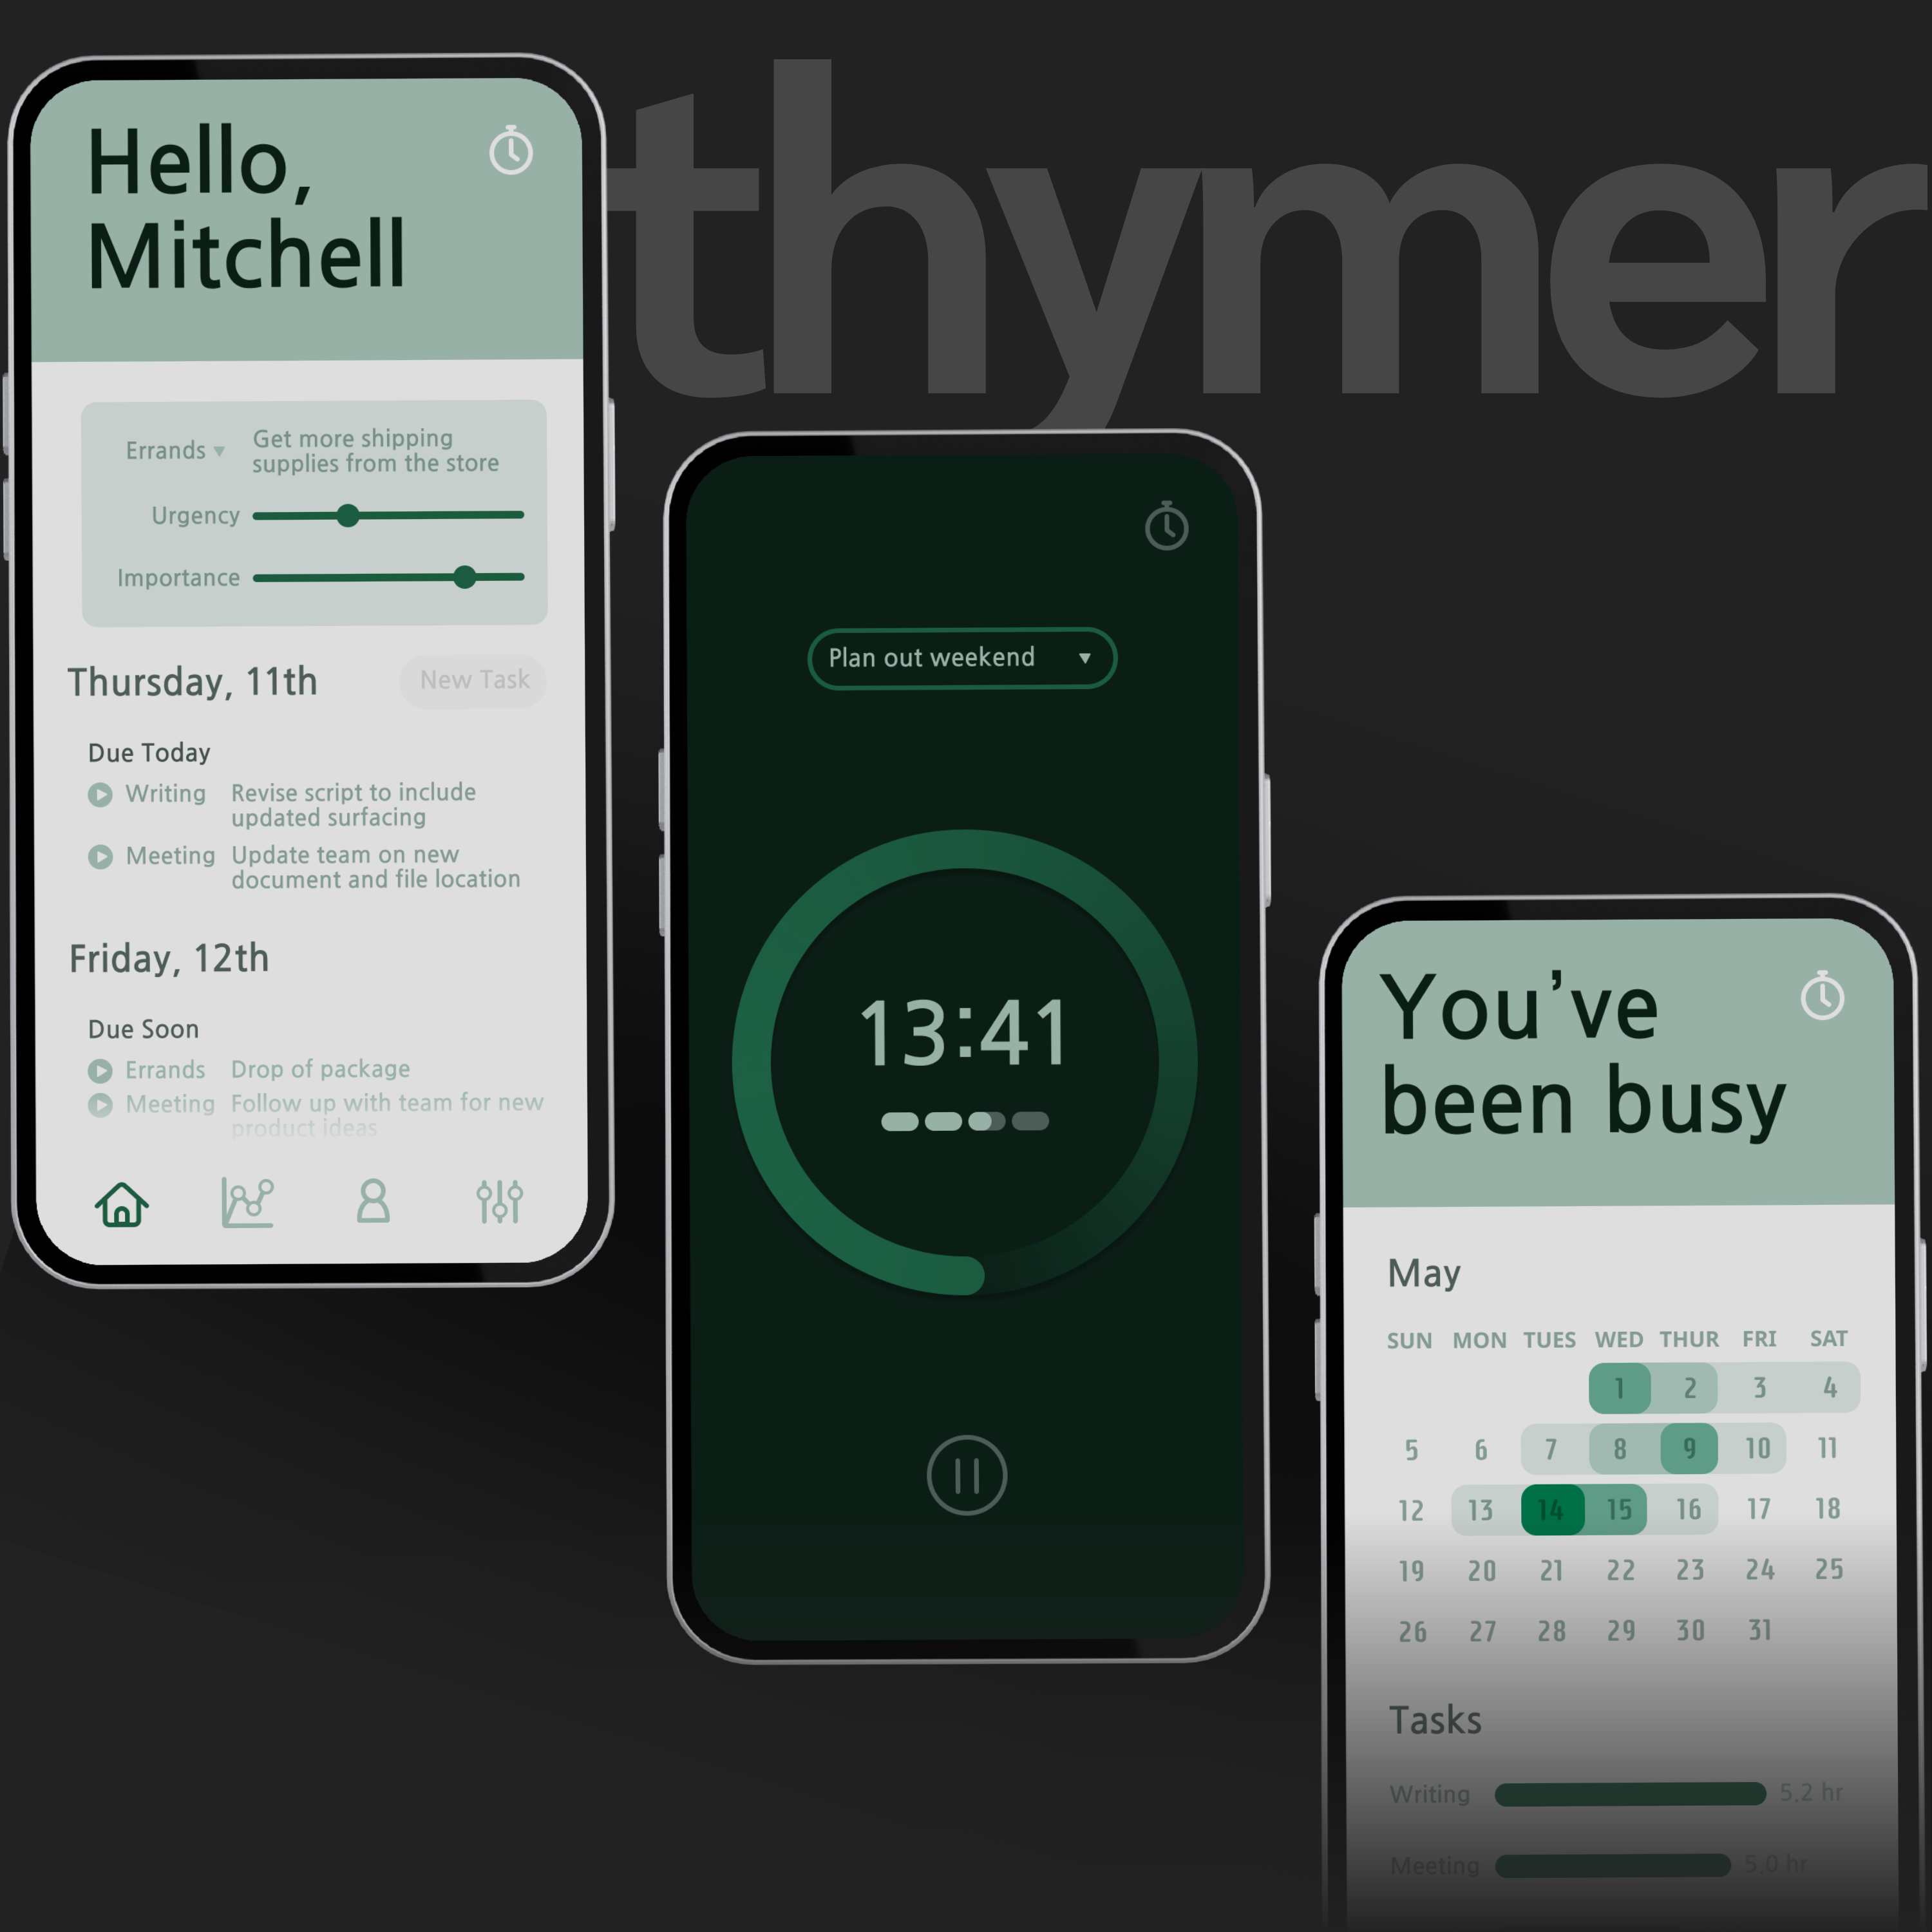 thymer
Hello,
Mitchell
Errands
Get more shipping
supplies from the store
Urgency
Importance
Thursday, 11th
New Task
Due Today
Writing
Revise script to include
updated surfacing
Meeting
Update team on new
document and file location
Friday, 12th
Due Soon
Errands
Drop of package
Meeting
Follow up with team for new
product ideas
Plan out weekend
13:41
You've
been busy
May
SUN MON TUES WED THUR FRI SAT
1 2 3 4
5 6 7 8 9 10 11
12 13 14 15 16 17 18
19 20 21 22 23 24 25
26 27 28 29 30 31
Tasks
Writing 5.2 hr
Meeting 5.0 hr